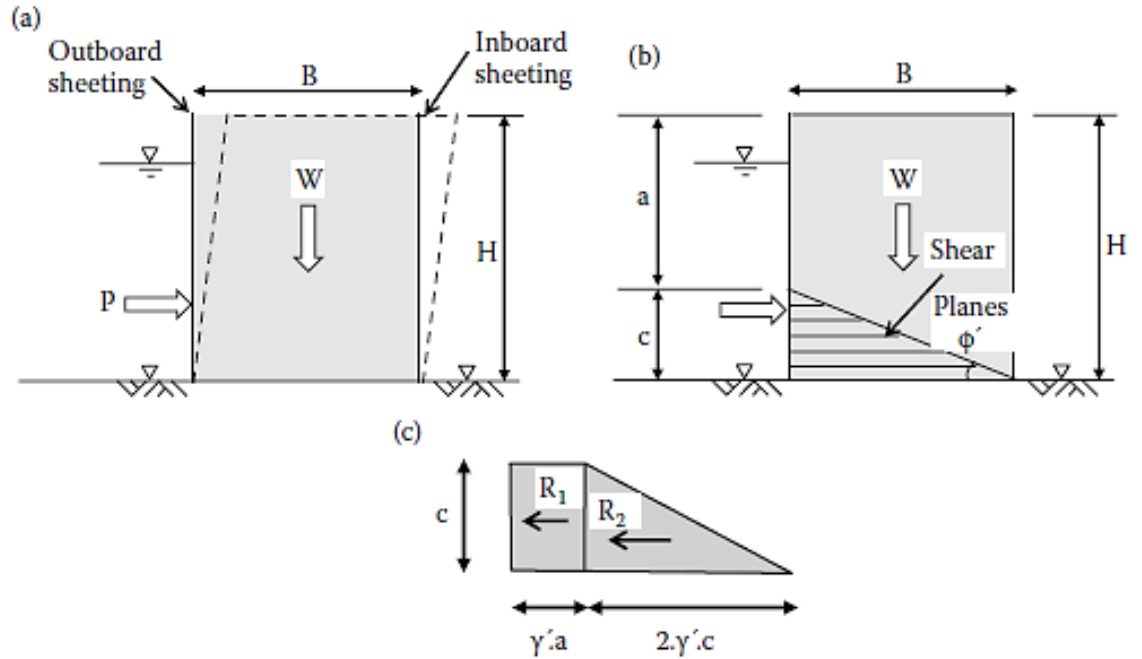 (a)
Outboard
sheeting
B
Inboard
sheeting
W
H
p
(b)
B
a
W
Shear
H
Planes
ϕ′
c
(c)
c
R1
R2
γ′.a
2.γ′.c